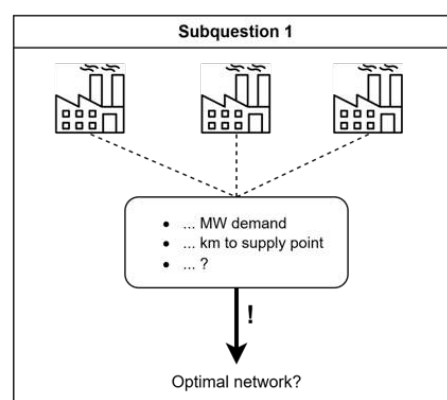 Subquestion 1
• ... MW demand
• ... km to supply point
• ... ?
!
Optimal network?